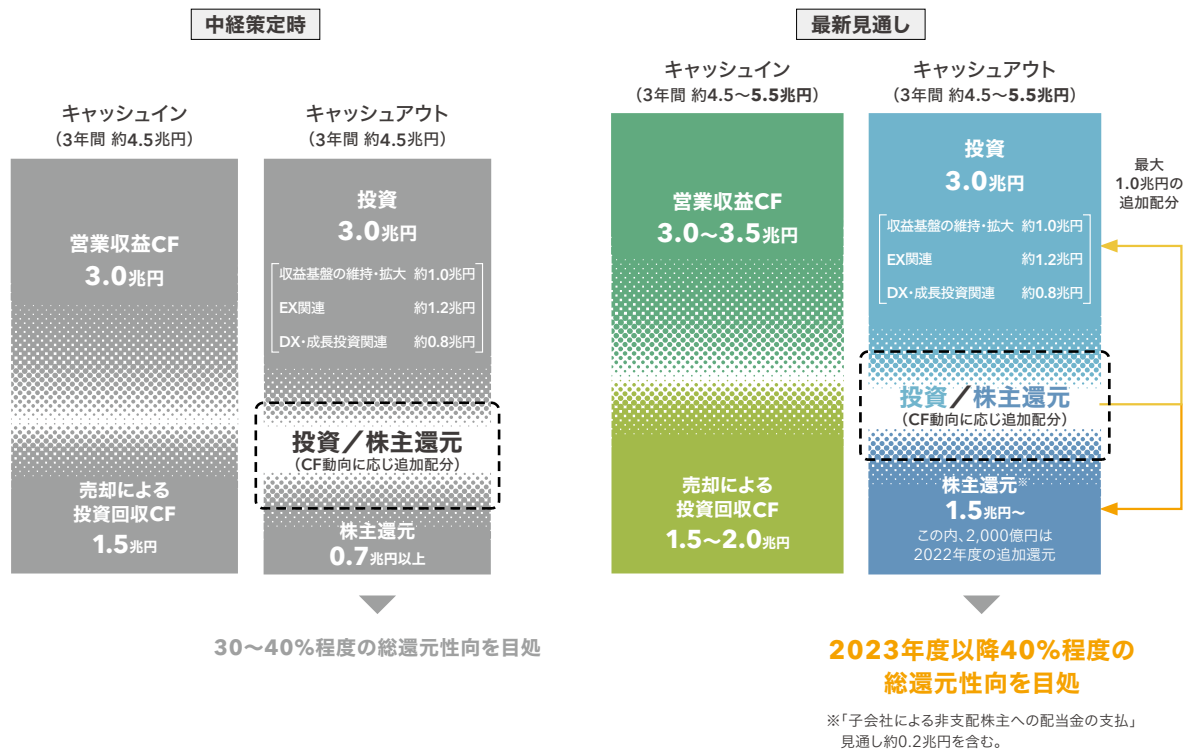 中経策定時
キャッシュイン
（3年間 約4.5兆円）
営業収益CF
3.0兆円
売却による
投資回収CF
1.5兆円
キャッシュアウト
（3年間 約4.5兆円）
投資
3.0兆円
収益基盤の維持・拡大 約1.0兆円
EX関連 約1.2兆円
DX・成長投資関連 約0.8兆円
投資／株主還元
（CF動向に応じ追加配分）
株主還元
0.7兆円以上
30～40%程度の総還元性向を目処
最新見通し
キャッシュイン
（3年間 約4.5～5.5兆円）
営業収益CF
3.0～3.5兆円
売却による
投資回収CF
1.5～2.0兆円
キャッシュアウト
（3年間 約4.5～5.5兆円）
投資
3.0兆円
収益基盤の維持・拡大 約1.0兆円
EX関連 約1.2兆円
DX・成長投資関連 約0.8兆円
投資／株主還元
（CF動向に応じ追加配分）
株主還元※
1.5兆円～
この内、2,000億円は
2022年度の追加還元
最大
1.0兆円の
追加配分
2023年度以降40%程度の
総還元性向を目処
※「子会社による非支配株主への配当金の支払」
見通し約0.2兆円を含む。